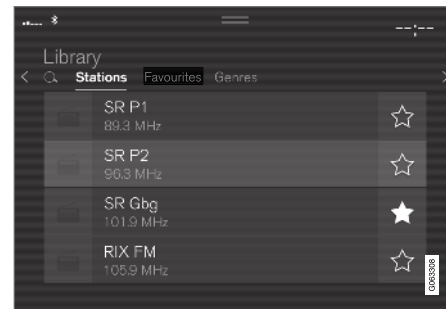 --:--
Library
Stations Favourites Genres
SR P1
89.3 MHz
SR P2
96.3 MHz
SR Gbg
101.9 MHz
RIX FM
105.9 MHz
G063308